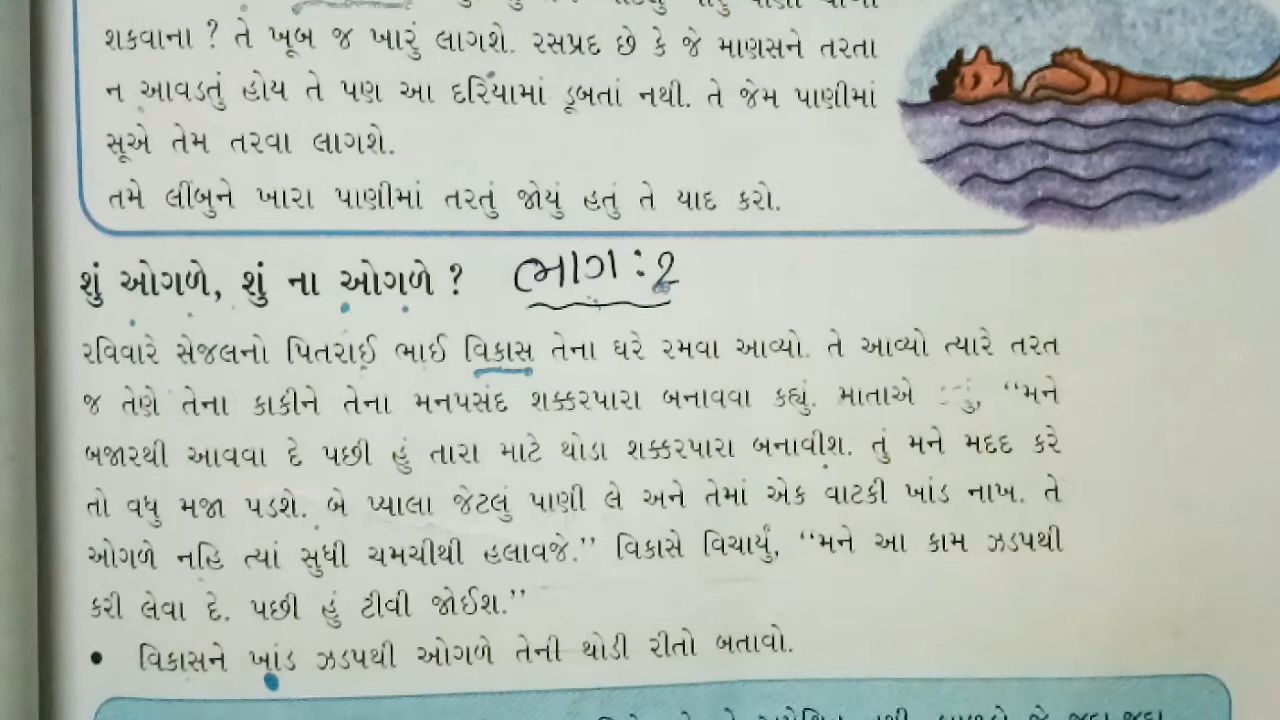 શકવાના ? તે ખૂબ જ ખારું લાગશે. રસપ્રદ છે કે જે માણસને તરતા
ન આવડતું હોય તે પણ આ દરિયામાં ડૂબતાં નથી. તે જેમ પાણીમાં
સૂએ તેમ તરવા લાગશે.
તમે લીંબુને ખારા પાણીમાં તરતું જોયું હતું તે યાદ કરો.
શું ઓગળે, શું ના ઓગળે ? ભાગ : 2
રવિવારે સેજલનો પિતરાઈ ભાઈ વિકાસ તેના ઘરે રમવા આવ્યો. તે આવ્યો ત્યારે તરત
જ તેણે તેના કાકીને તેના મનપસંદ શક્કરપારા બનાવવા કહ્યું. માતાએ “મને
બજારથી આવવા દે પછી હું તારા માટે થોડા શક્કરપારા બનાવીશ. તું મને મદદ કરે
તો વધુ મજા પડશે. બે પ્યાલા જેટલું પાણી લે અને તેમાં એક વાટકી ખાંડ નાખ. તે
ઓગળે નહિ ત્યાં સુધી ચમચીથી હલાવજે.” વિકાસે વિચાર્યું, “મને આ કામ ઝડપથી
કરી લેવા દે. પછી હું ટીવી જોઈશ.”
• વિકાસને ખાંડ ઝડપથી ઓગળે તેની થોડી રીતો બતાવો.